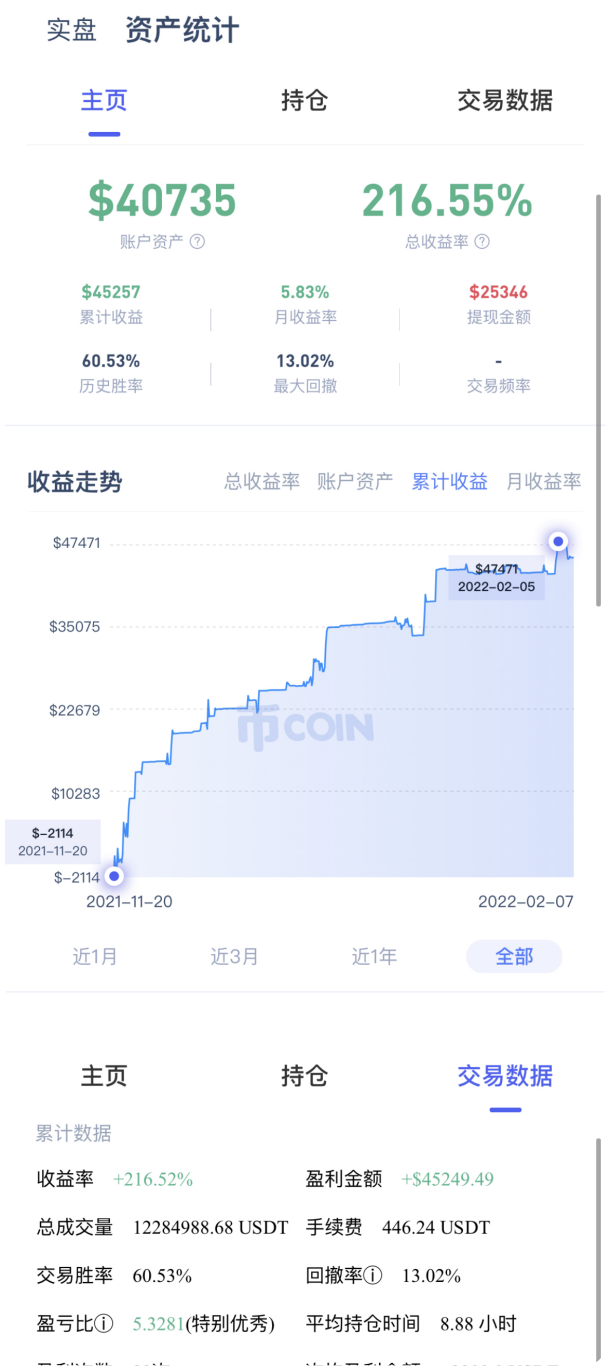 实盘 资产统计
主页 持仓 交易数据
$40735 216.55%
账户资产 ? 总收益率 ?
$45257 5.83% $25346
累计收益 月收益率 提现金额
60.53% 13.02% -
历史胜率 最大回撤 交易频率
收益走势 总收益率 账户资产 累计收益 月收益率
$47471
$47471
2022-02-05
$35075
$22679
币COIN
$10283
$-2114
2021-11-20
$-2114
2021-11-20 2022-02-07
近1月 近3月 近1年 全部
主页 持仓 交易数据
累计数据
收益率 +216.52% 盈利金额 +$45249.49
总成交量 12284988.68 USDT 手续费 446.24 USDT
交易胜率 60.53% 回撤率ⓘ 13.02%
盈亏比ⓘ 5.3281(特别优秀) 平均持仓时间 8.88 小时